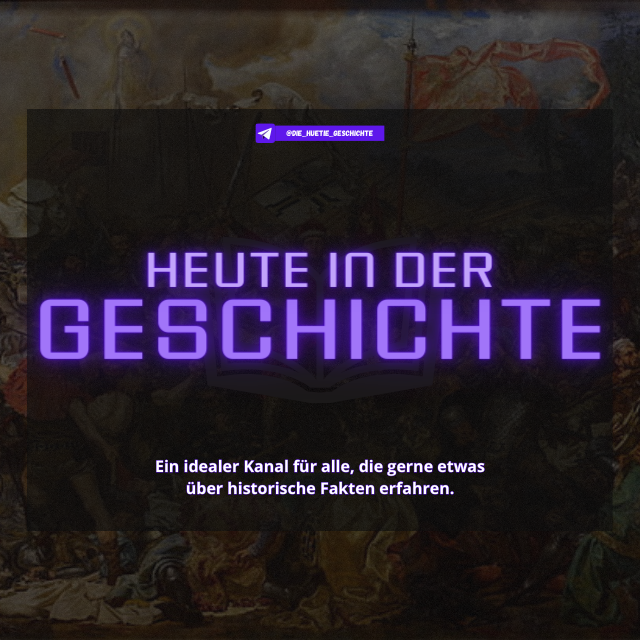 @DIE_HUETIE_GESCHICHTE
HEUTE IN DER
GESCHICHTE
Ein idealer Kanal für alle, die gerne etwas
über historische Fakten erfahren.